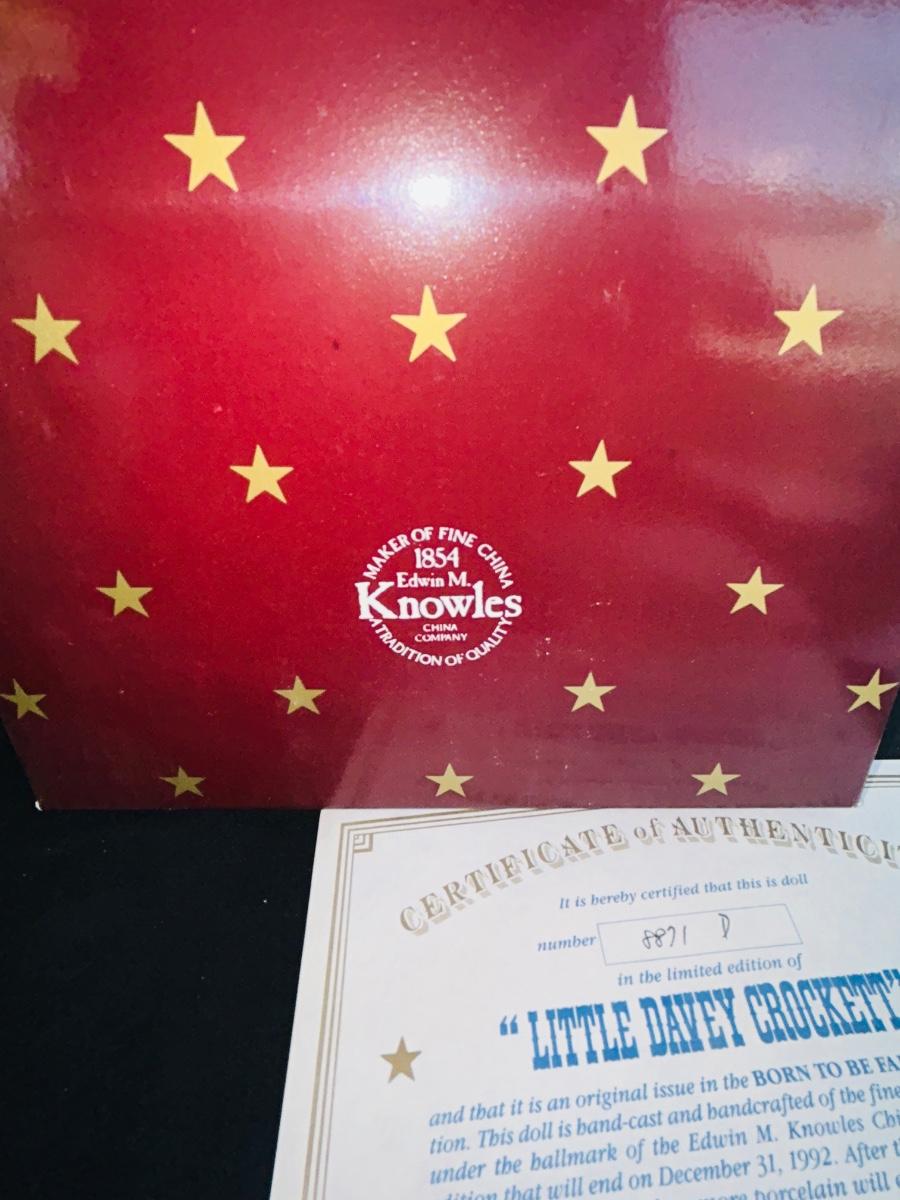 MAKER OF FINE CHINA
1854
Edwin M.
Knowles
CHINA
COMPANY
TRADITION OF QUALITY
CERTIFICATE of AUTHENTICI
It is hereby certified that this is doll
number 8871 D
in the limited edition of
"LITTLE DAVEY CROCKETT"
and that it is an original issue in the BORN TO BE FA
tion. This doll is hand-cast and handcrafted of the fine
under the hallmark of the Edwin M. Knowles Chi
dition that will end on December 31, 1992. After t
more porcelain will